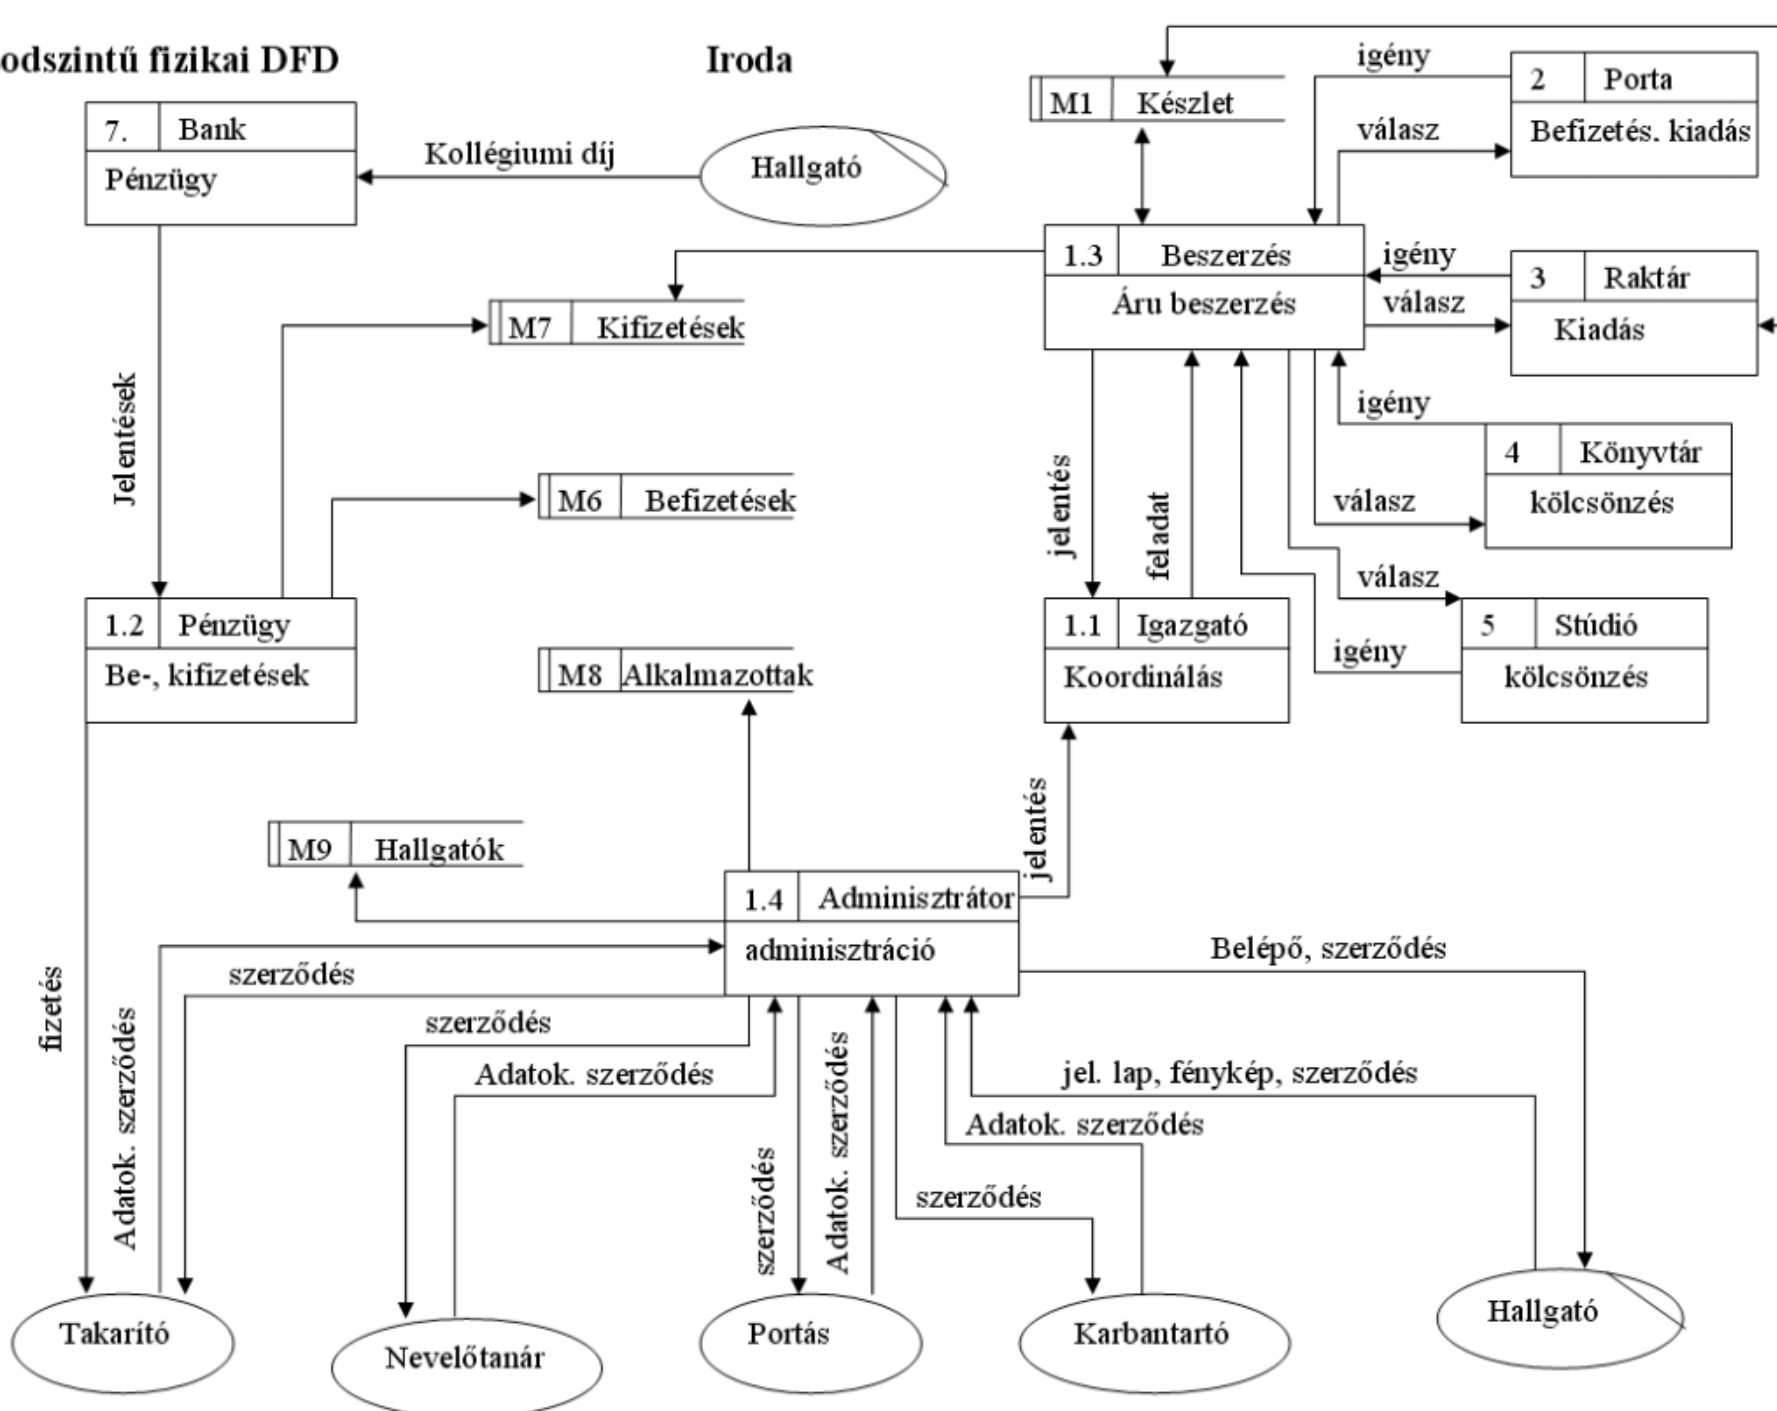 odszintű fizikai DFD
Iroda
7. Bank
Pénzügy
Kollégiumi díj
Hallgató
M1 Készlet
igény
2 Porta
Befizetés. kiadás
válasz
1.3 Beszerzés
Áru beszerzés
igény
válasz
3 Raktár
Kiadás
M7 Kifizetések
Jelentések
igény
4 Könyvtár
kölcsönzés
válasz
M6 Befizetések
jelentés
feladat
válasz
5 Stúdió
kölcsönzés
igény
1.2 Pénzügy
Be-, kifizetések
M8 Alkalmazottak
1.1 Igazgató
Koordinálás
jelentés
M9 Hallgatók
1.4 Adminisztrátor
adminisztráció
Belépő, szerződés
fizetés
Adatok. szerződés
szerződés
szerződés
Adatok. szerződés
szerződés
Adatok. szerződés
jel. lap, fénykép, szerződés
Adatok. szerződés
szerződés
Takarító
Nevelőtanár
Portás
Karbantartó
Hallgató